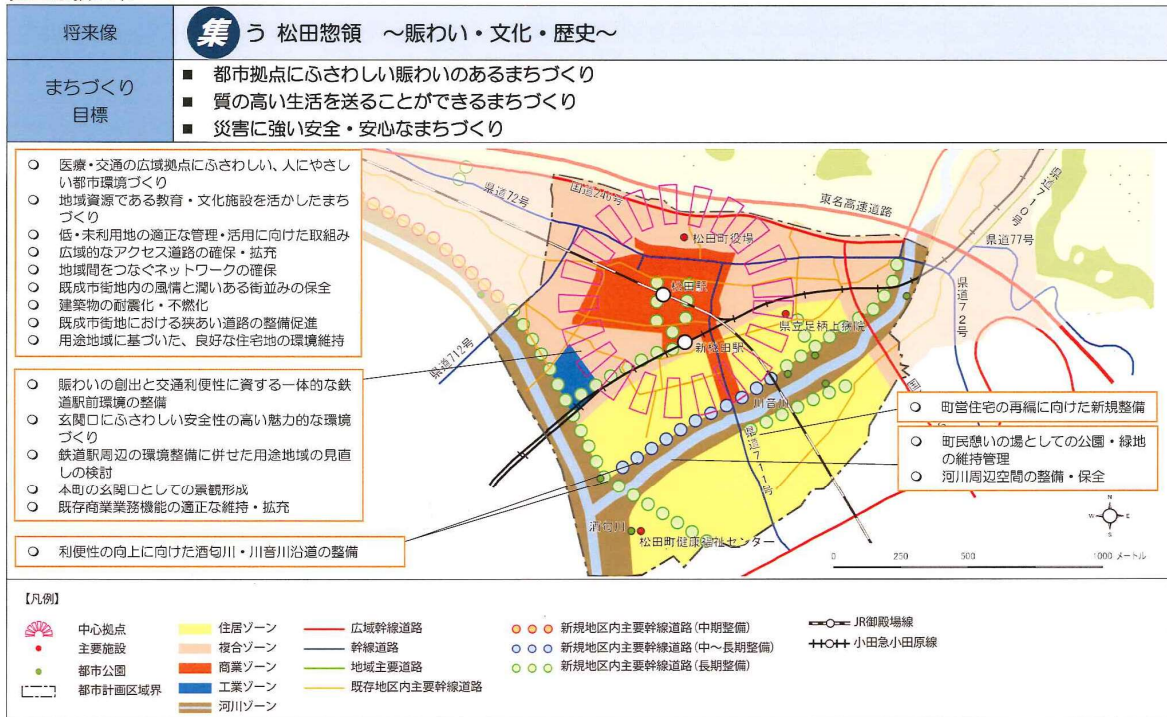 将来像
集う 松田惣領 ～賑わい・文化・歴史～
まちづくり
目標
■ 都市拠点にふさわしい賑わいのあるまちづくり
■ 質の高い生活を送ることができるまちづくり
■ 災害に強い安全・安心なまちづくり
○ 医療・交通の広域拠点にふさわしい、人にやさし
い都市環境づくり
○ 地域資源である教育・文化施設を活かしたまち
づくり
○ 低・未利用地の適正な管理・活用に向けた取組み
○ 広域的なアクセス道路の確保・拡充
○ 地域間をつなぐネットワークの確保
○ 既成市街地内の風情と潤いある街並みの保全
○ 建築物の耐震化・不燃化
○ 既成市街地における狭あい道路の整備促進
○ 用途地域に基づいた、良好な住宅地の環境維持
○ 賑わいの創出と交通利便性に資する一体的な鉄
道駅前環境の整備
○ 玄関口にふさわしい安全性の高い魅力的な環境
づくり
○ 鉄道駅周辺の環境整備に併せた用途地域の見直
しの検討
○ 本町の玄関口としての景観形成
○ 既存商業業務機能の適正な維持・拡充
○ 利便性の向上に向けた酒匂川・川音川沿道の整備
県道72号
国道246号
東名高速道路
県道710号
県道77号
県道72号
松田町役場
松田駅
県立足柄上病院
新松田駅
県道712号
川音川
県道711号
国
酒匂川
松田町健康福祉センター
○ 町営住宅の再編に向けた新規整備
○ 町民憩いの場としての公園・緑地
の維持管理
○ 河川周辺空間の整備・保全
N
W
E
S
0 250 500 1000 メートル
【凡例】
中心拠点
主要施設
都市公園
都市計画区域界
住居ゾーン
複合ゾーン
商業ゾーン
工業ゾーン
河川ゾーン
広域幹線道路
幹線道路
地域主要道路
既存地区内主要幹線道路
新規地区内主要幹線道路(中期整備)
新規地区内主要幹線道路(中～長期整備)
新規地区内主要幹線道路(長期整備)
JR御殿場線
小田急小田原線